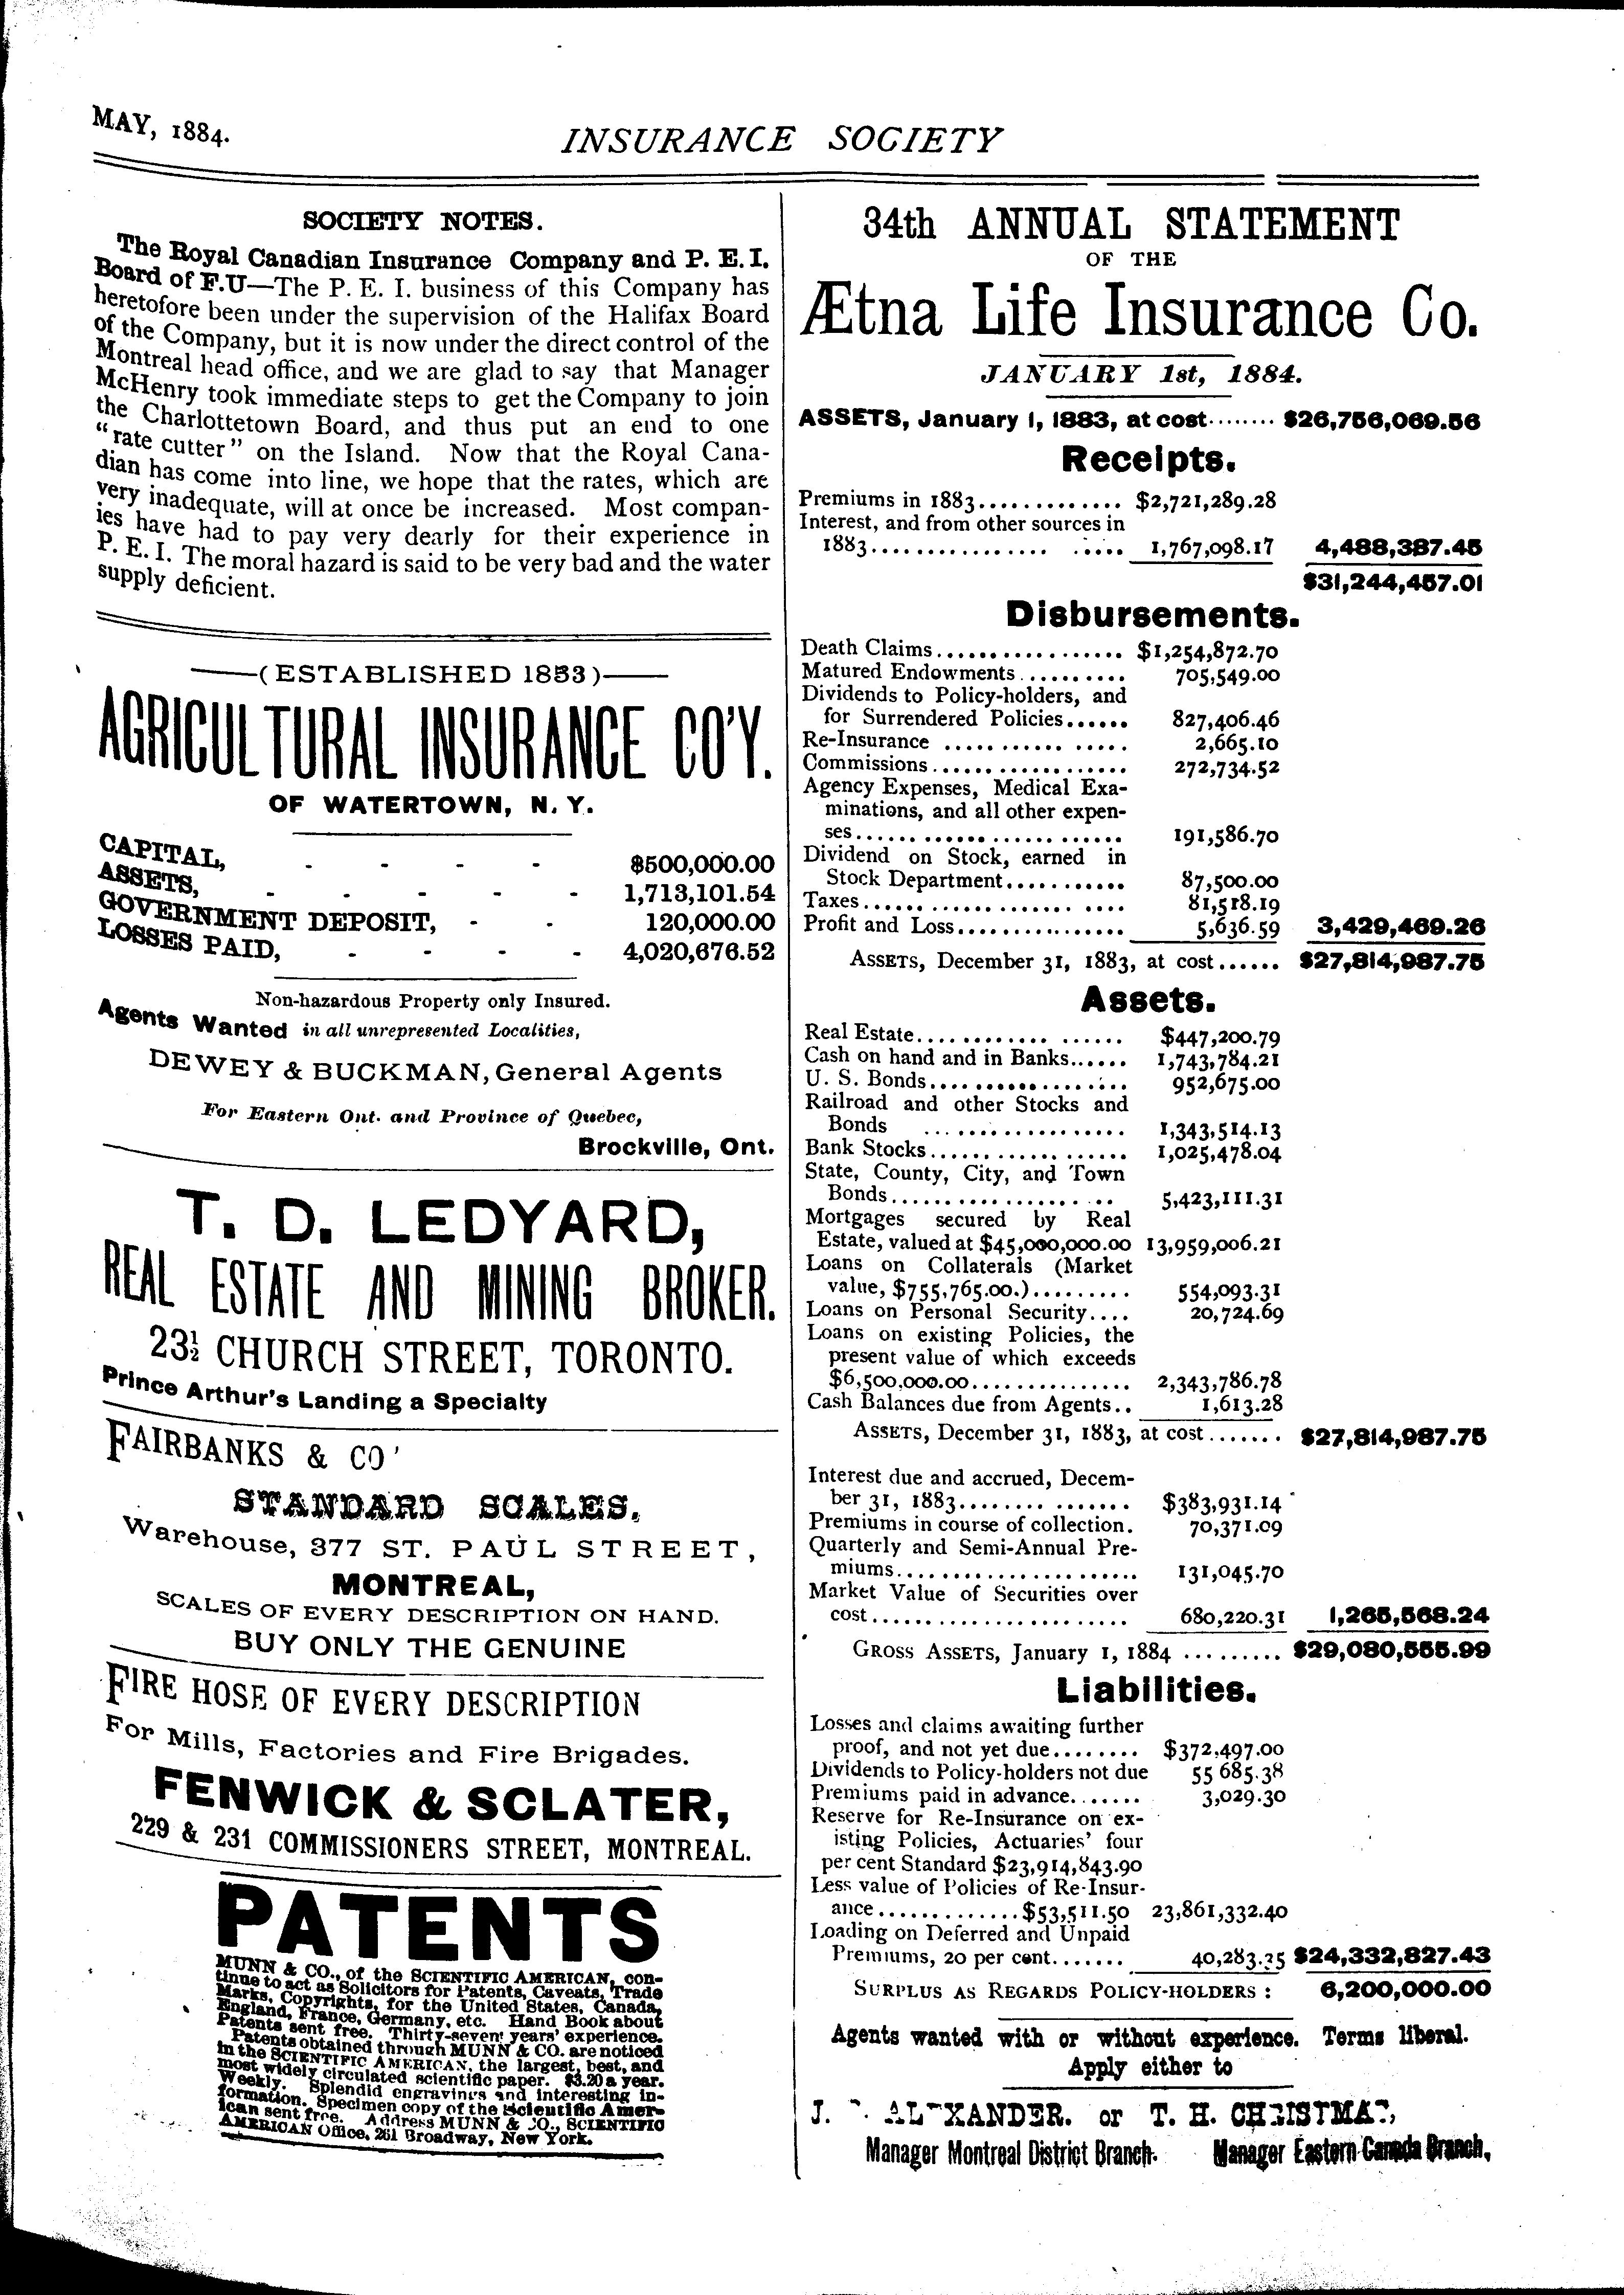 MAY, 1884.
INSURANCE SOCIETY
SOCIETY NOTES.
The Royal Canadian Insurance Company and P. E. I.
Board of F.U—The P. E. I. business of this Company has
heretofore been under the supervision of the Halifax Board
of the Company, but it is now under the direct control of the
Montreal head office, and we are glad to say that Manager
McHenry took immediate steps to get the Company to join
the Charlottetown Board, and thus put an end to one
"rate cutter" on the Island. Now that the Royal Cana-
dian has come into line, we hope that the rates, which are
very inadequate, will at once be increased. Most compan-
ies have had to pay very dearly for their experience in
P. E. I. The moral hazard is said to be very bad and the water
supply deficient.
——(ESTABLISHED 1853)——
AGRICULTURAL INSURANCE CO'Y.
OF WATERTOWN, N. Y.
CAPITAL, - - - - $500,000.00
ASSETS, - - - - - 1,713,101.54
GOVERNMENT DEPOSIT, - - 120,000.00
LOSSES PAID, - - - - 4,020,676.52
Non-hazardous Property only Insured.
Agents Wanted in all unrepresented Localities,
DEWEY & BUCKMAN, General Agents
For Eastern Ont. and Province of Quebec,
Brockville, Ont.
T. D. LEDYARD,
REAL ESTATE AND MINING BROKER.
23½ CHURCH STREET, TORONTO.
Prince Arthur's Landing a Specialty
FAIRBANKS & CO'
STANDARD SCALES.
Warehouse, 377 ST. PAUL STREET,
MONTREAL,
SCALES OF EVERY DESCRIPTION ON HAND.
BUY ONLY THE GENUINE
FIRE HOSE OF EVERY DESCRIPTION
For Mills, Factories and Fire Brigades.
FENWICK & SCLATER,
229 & 231 COMMISSIONERS STREET, MONTREAL.
PATENTS
MUNN & CO., of the SCIENTIFIC AMERICAN, con-
tinue to act as Solicitors for Patents, Caveats, Trade
Marks, Copyrights, for the United States, Canada,
England, France, Germany, etc. Hand Book about
Patents sent free. Thirty-seven years' experience.
Patents obtained through MUNN & CO. are noticed
in the SCIENTIFIC AMERICAN, the largest, best, and
most widely circulated scientific paper. $3.20 a year.
Weekly. Splendid engravings and interesting in-
formation. Specimen copy of the Scientific Amer-
ican sent free. Address MUNN & CO., SCIENTIFIC
AMERICAN Office, 261 Broadway, New York.
34th ANNUAL STATEMENT
OF THE
Ætna Life Insurance Co.
JANUARY 1st, 1884.
ASSETS, January 1, 1883, at cost........ $26,756,069.56
Receipts.
Premiums in 1883.............. $2,721,289.28
Interest, and from other sources in
1883................ ..... 1,767,098.17 4,488,387.45
$31,244,457.01
Disbursements.
Death Claims.................. $1,254,872.70
Matured Endowments.......... 705,549.00
Dividends to Policy-holders, and
for Surrendered Policies...... 827,406.46
Re-Insurance ........... ..... 2,665.10
Commissions................... 272,734.52
Agency Expenses, Medical Exa-
minations, and all other expen-
ses.......................... 191,586.70
Dividend on Stock, earned in
Stock Department........... 87,500.00
Taxes................... .... 81,518.19
Profit and Loss................ 5,636.59 3,429,469.26
ASSETS, December 31, 1883, at cost...... $27,814,987.75
Assets.
Real Estate............ ...... $447,200.79
Cash on hand and in Banks...... 1,743,784.21
U. S. Bonds................... 952,675.00
Railroad and other Stocks and
Bonds .................. 1,343,514.13
Bank Stocks................... 1,025,478.04
State, County, City, and Town
Bonds................... .. 5,423,111.31
Mortgages secured by Real
Estate, valued at $45,000,000.00 13,959,006.21
Loans on Collaterals (Market
value, $755,765.00.)......... 554,093.31
Loans on Personal Security.... 20,724.69
Loans on existing Policies, the
present value of which exceeds
$6,500,000.00............... 2,343,786.78
Cash Balances due from Agents.. 1,613.28
ASSETS, December 31, 1883, at cost....... $27,814,987.75
Interest due and accrued, Decem-
ber 31, 1883........ ....... $383,931.14
Premiums in course of collection. 70,371.09
Quarterly and Semi-Annual Pre-
miums...................... 131,045.70
Market Value of Securities over
cost....................... 680,220.31 1,265,568.24
GROSS ASSETS, January 1, 1884 ......... $29,080,555.99
Liabilities.
Losses and claims awaiting further
proof, and not yet due........ $372,497.00
Dividends to Policy-holders not due 55 685.38
Premiums paid in advance....... 3,029.30
Reserve for Re-Insurance on ex-
isting Policies, Actuaries' four
per cent Standard $23,914,843.90
Less value of Policies of Re-Insur-
ance.............$53,511.50 23,861,332.40
Loading on Deferred and Unpaid
Premiums, 20 per cent....... 40,283.35 $24,332,827.43
SURPLUS AS REGARDS POLICY-HOLDERS : 6,200,000.00
Agents wanted with or without experience. Terms liberal.
Apply either to
J. ALEXANDER. or T. H. CHRISTMAS,
Manager Montreal District Branch. Manager Eastern Canada Branch,